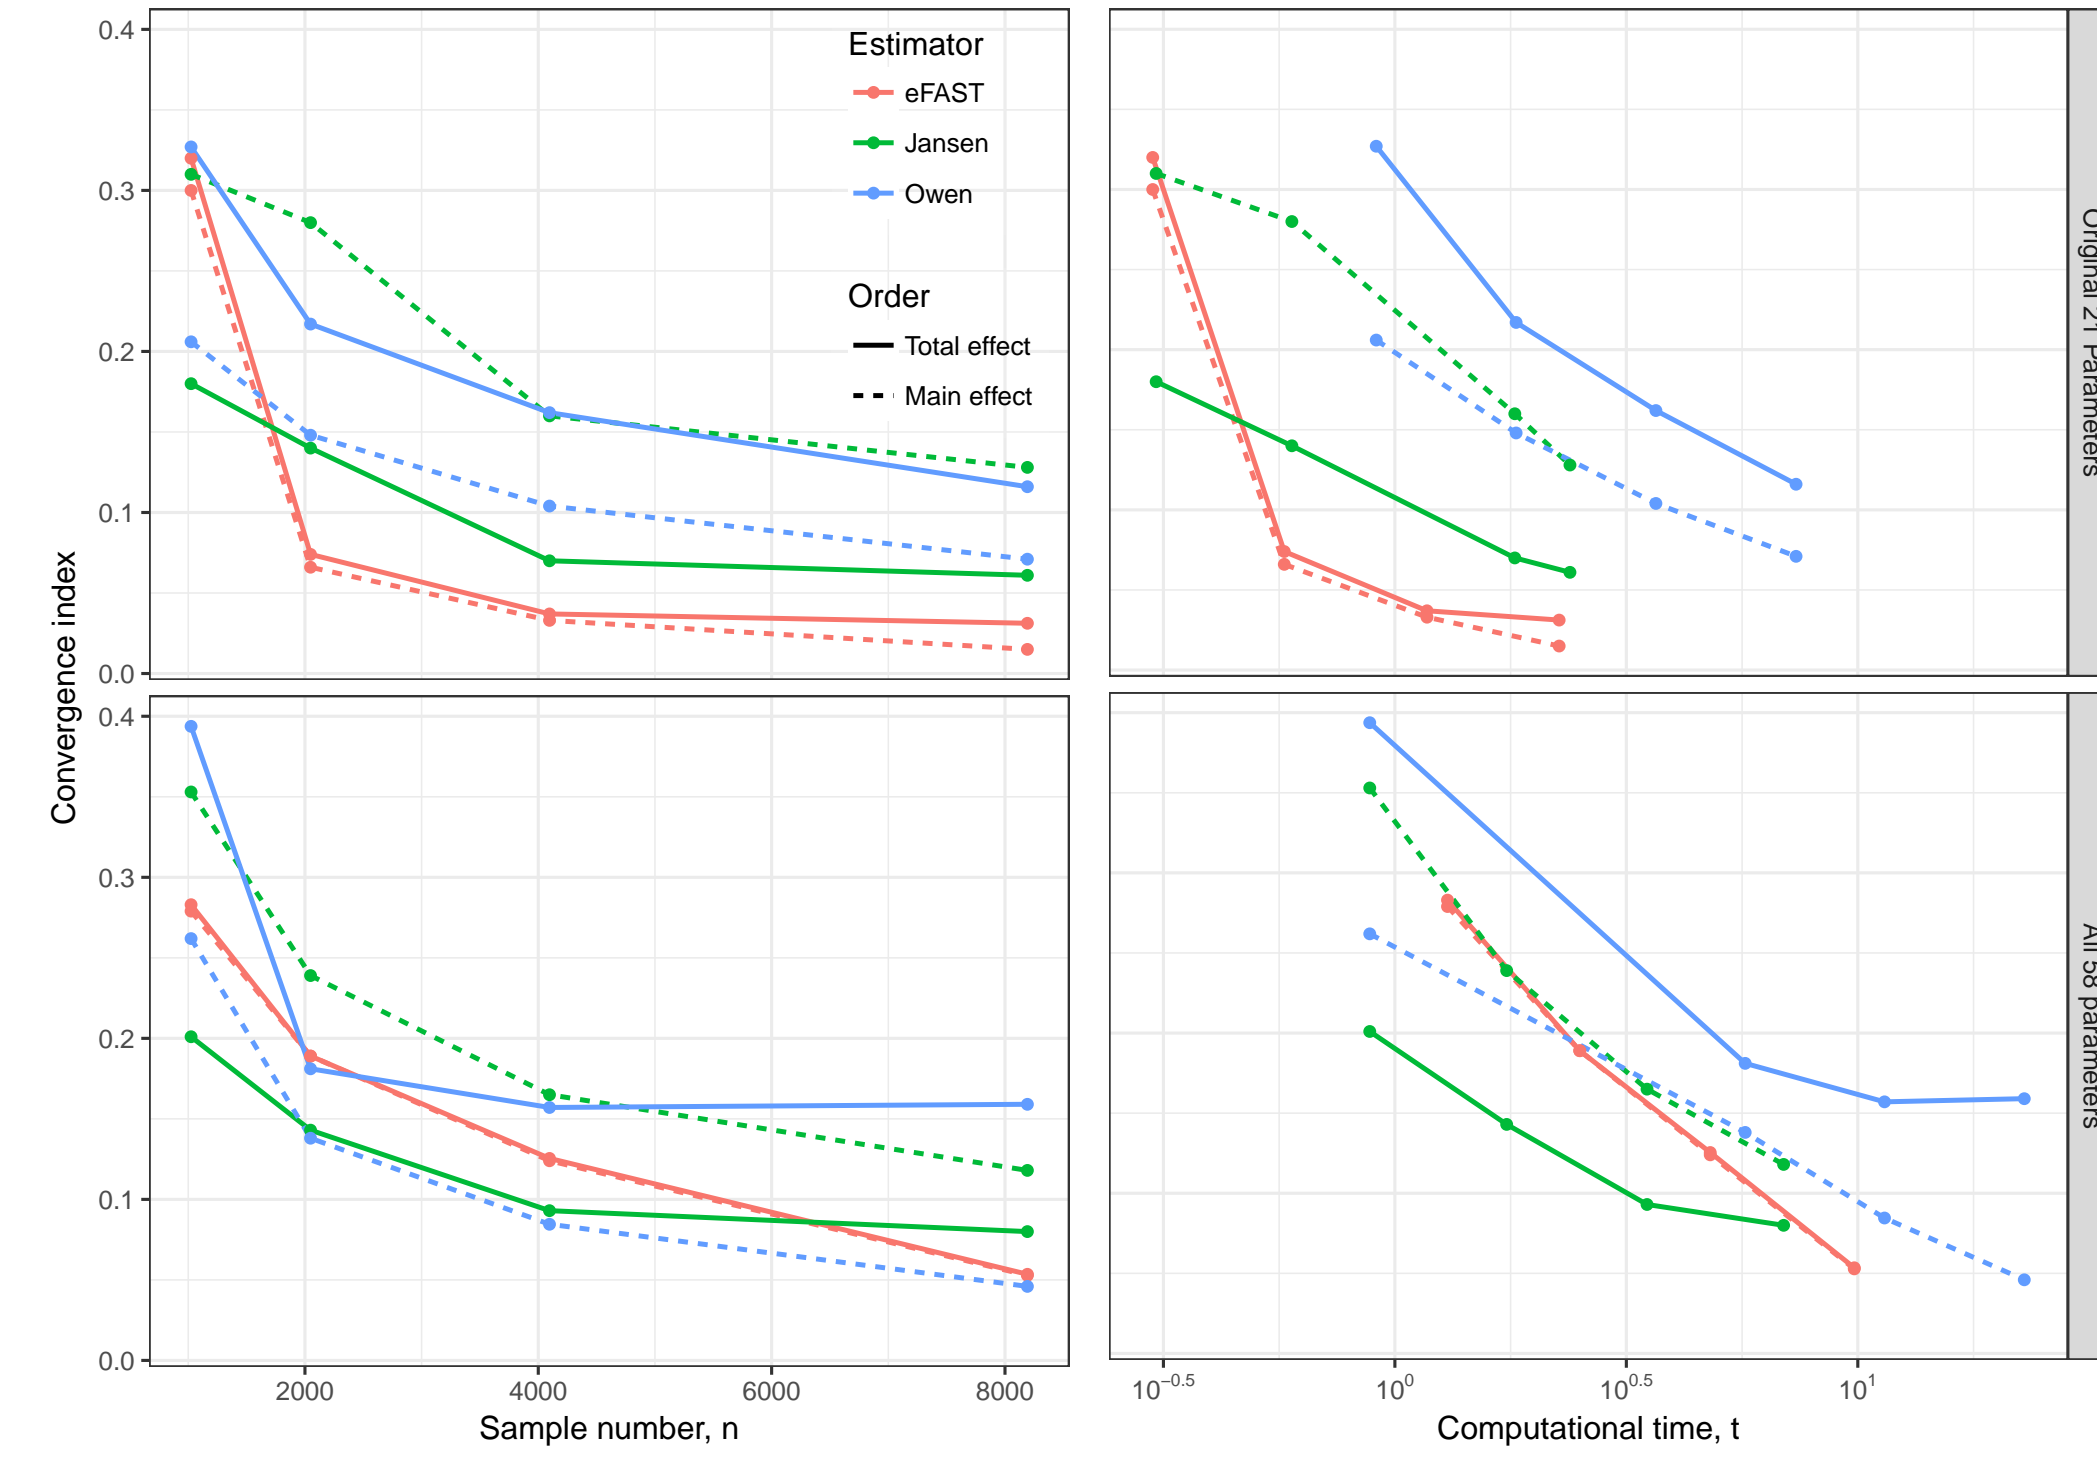 0.4
0.3
0.2
0.1
0.0
Estimator
eFAST
Jansen
Owen
Order
Total effect
Main effect
Original 21 Parameters
Convergence index
0.4
0.3
0.2
0.1
0.0
All 58 parameters
2000 4000 6000 8000
Sample number, n
10^−0.5 10^0 10^0.5 10^1
Computational time, t